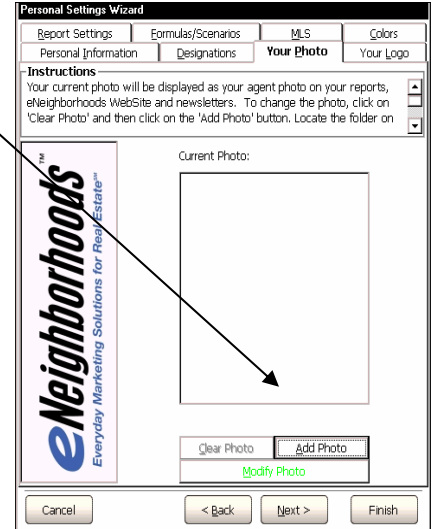 Personal Settings Wizard
Report Settings Formulas/Scenarios MLS Colors
Personal Information Designations Your Photo Your Logo
Instructions
Your current photo will be displayed as your agent photo on your reports,
eNeighborhoods WebSite and newsletters. To change the photo, click on
'Clear Photo' and then click on the 'Add Photo' button. Locate the folder on
Current Photo:
eNeighborhoods™
Everyday Marketing Solutions for Real Estate℠
Clear Photo Add Photo
Modify Photo
Cancel < Back Next > Finish